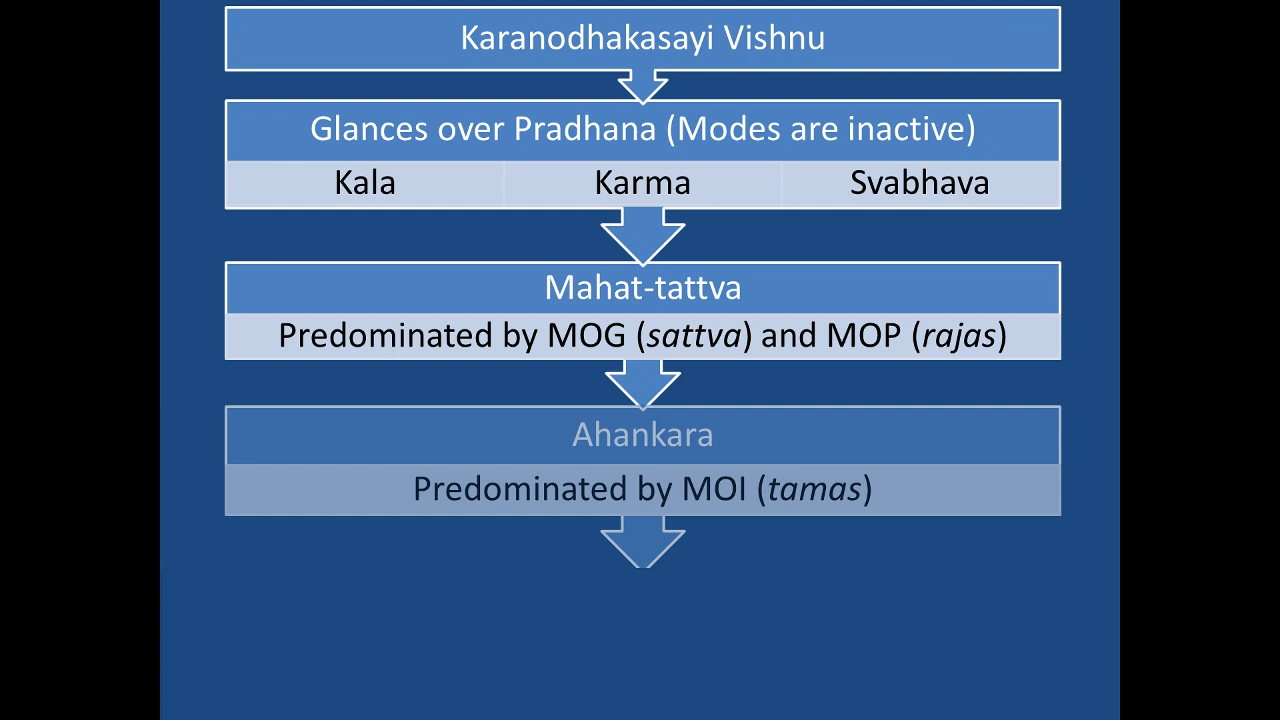 Karanodhakasayi Vishnu
Glances over Pradhana (Modes are inactive)
Kala Karma Svabhava
Mahat-tattva
Predominated by MOG (sattva) and MOP (rajas)
Ahankara
Predominated by MOI (tamas)